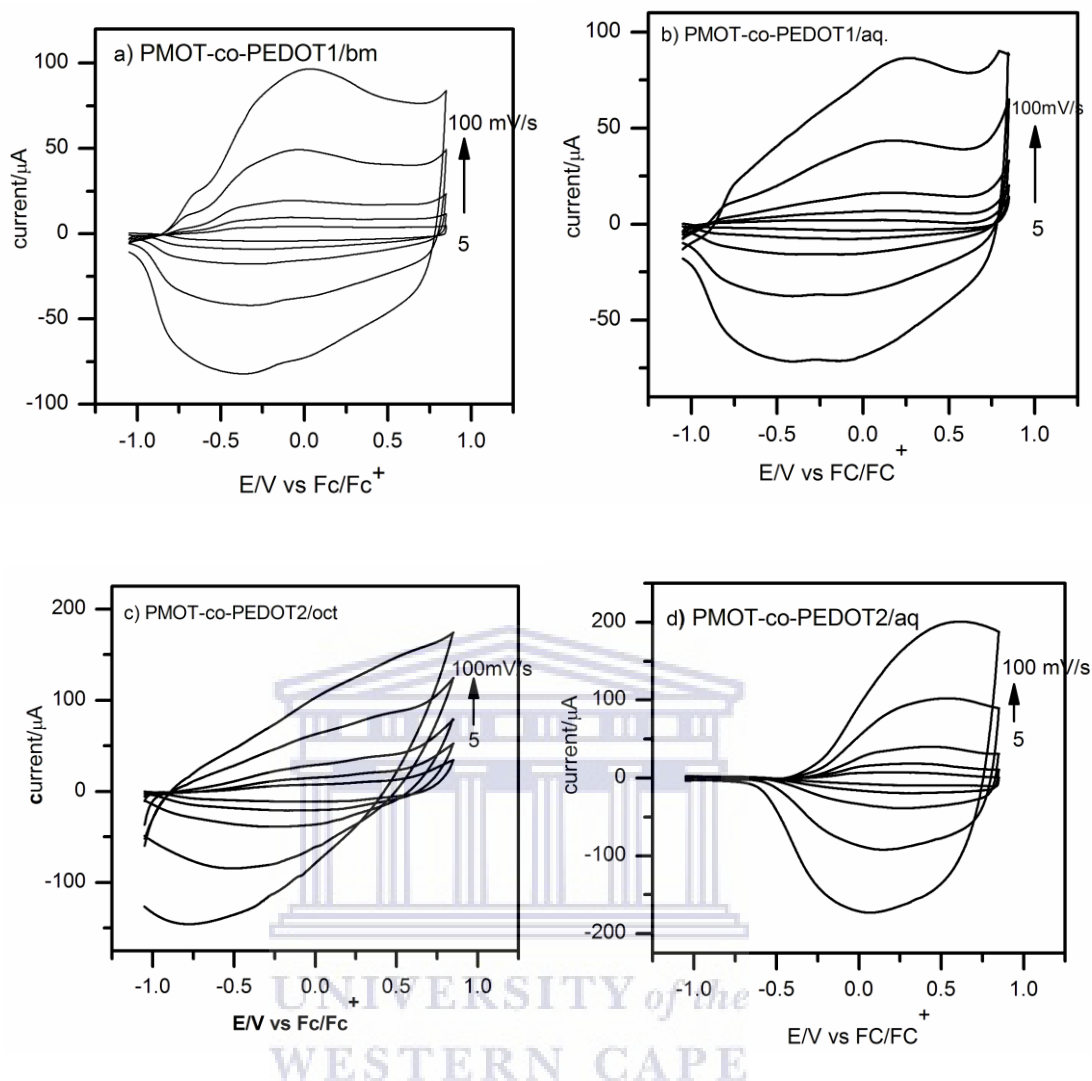 a) PMOT-co-PEDOT1/bm
100
50
0
-50
-100
current/µA
100 mV/s
5
-1.0 -0.5 0.0 0.5 1.0
E/V vs Fc/Fc+
b) PMOT-co-PEDOT1/aq.
100
50
0
-50
current/µA
100mV/s
5
-1.0 -0.5 0.0 0.5 1.0
E/V vs FC/FC+
c) PMOT-co-PEDOT2/oct
200
100
0
-100
current/µA
100mV/s
5
-1.0 -0.5 0.0 0.5 1.0
E/V vs Fc/Fc+
d) PMOT-co-PEDOT2/aq
200
100
0
-100
-200
current/µA
100 mV/s
5
-1.0 -0.5 0.0 0.5 1.0
E/V vs FC/FC+
UNIVERSITY of the
WESTERN CAPE